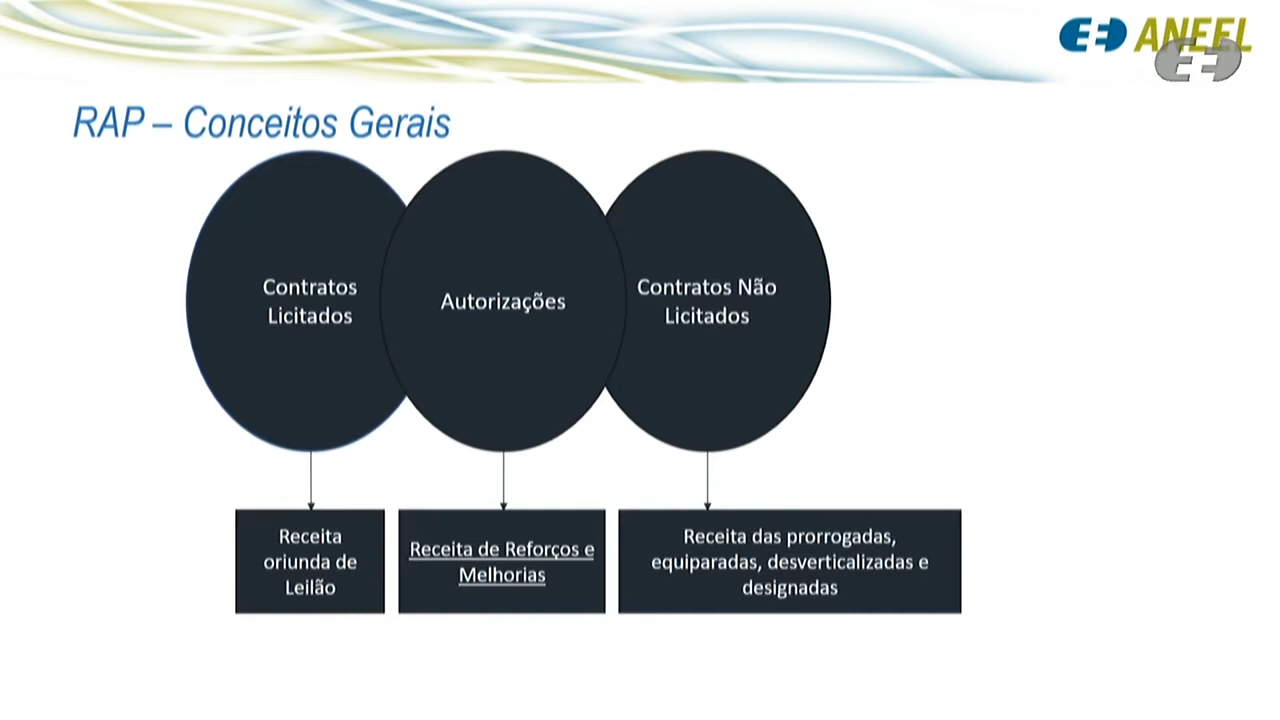 ANEEL
RAP – Conceitos Gerais
Contratos
Licitados
Autorizações
Contratos Não
Licitados
Receita
oriunda de
Leilão
Receita de Reforços e
Melhorias
Receita das prorrogadas,
equiparadas, desverticalizadas e
designadas